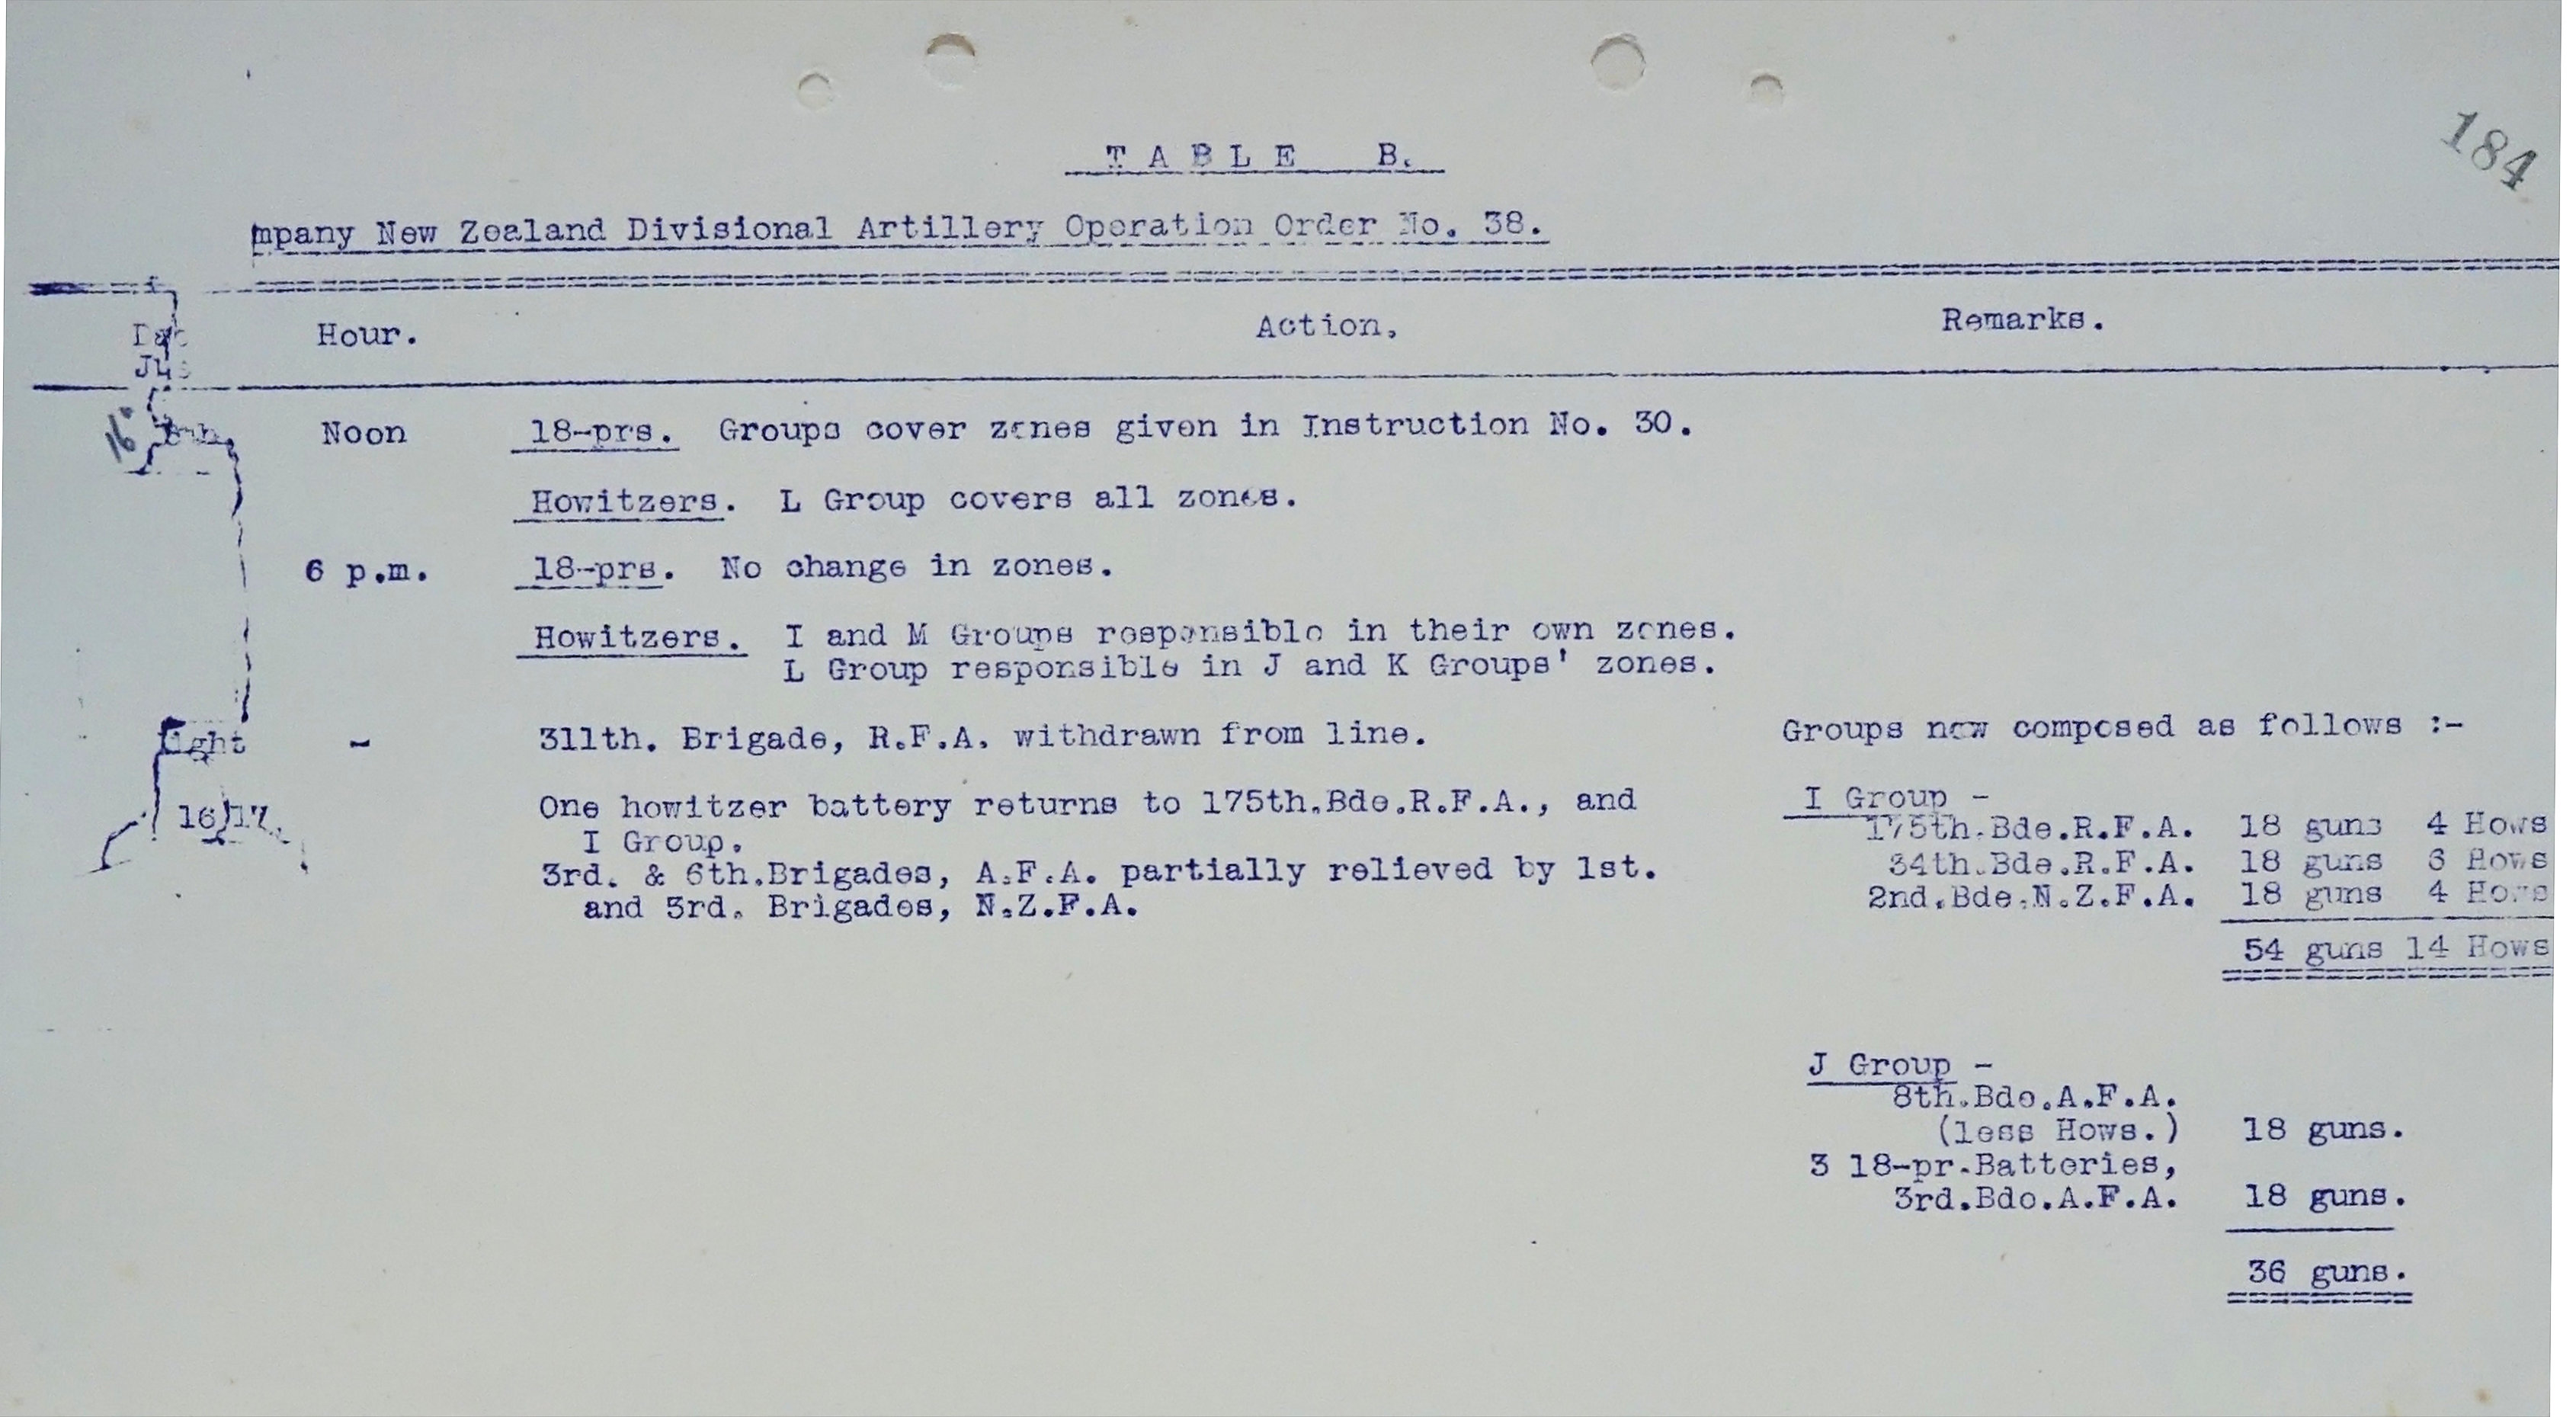 184
TABLE B.
mpany New Zealand Divisional Artillery Operation Order No. 38.
Hour. Action. Remarks.
16 Noon 18-prs. Groups cover zones given in Instruction No. 30.
Howitzers. L Group covers all zones.
6 p.m. 18-prs. No change in zones.
Howitzers. I and M Groups responsible in their own zones.
L Group responsible in J and K Groups' zones.
ight - 311th. Brigade, R.F.A. withdrawn from line. Groups now composed as follows :-
16/17. One howitzer battery returns to 175th.Bde.R.F.A., and
I Group.
3rd. & 6th.Brigades, A.F.A. partially relieved by 1st.
and 3rd. Brigades, N.Z.F.A.
I Group -
175th.Bde.R.F.A. 18 guns 4 Hows
34th.Bde.R.F.A. 18 guns 6 Hows
2nd.Bde.N.Z.F.A. 18 guns 4 Hows
54 guns 14 Hows
J Group -
8th.Bde.A.F.A.
(less Hows.) 18 guns.
3 18-pr.Batteries,
3rd.Bde.A.F.A. 18 guns.
36 guns.